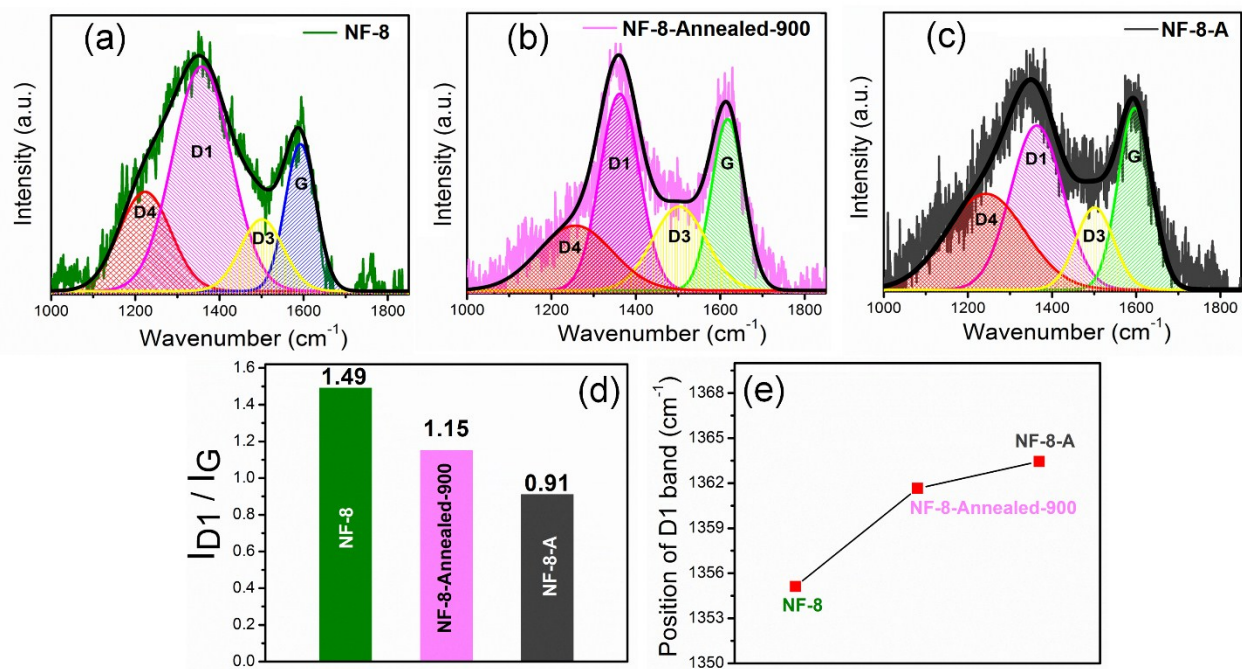 (a)
NF-8
Intensity (a.u.)
D4
D1
D3
G
1000
1200
1400
1600
1800
Wavenumber (cm⁻¹)
(b)
NF-8-Annealed-900
Intensity (a.u.)
D4
D1
D3
G
1000
1200
1400
1600
1800
Wavenumber (cm⁻¹)
(c)
NF-8-A
Intensity (a.u.)
D4
D1
D3
G
1000
1200
1400
1600
1800
Wavenumber (cm⁻¹)
(d)
I_D1 / I_G
1.6
1.4
1.2
1.0
0.8
0.6
0.4
0.2
0.0
1.49
NF-8
1.15
NF-8-Annealed-900
0.91
NF-8-A
(e)
Position of D1 band (cm⁻¹)
1368
1365
1362
1359
1356
1353
1350
NF-8
NF-8-Annealed-900
NF-8-A